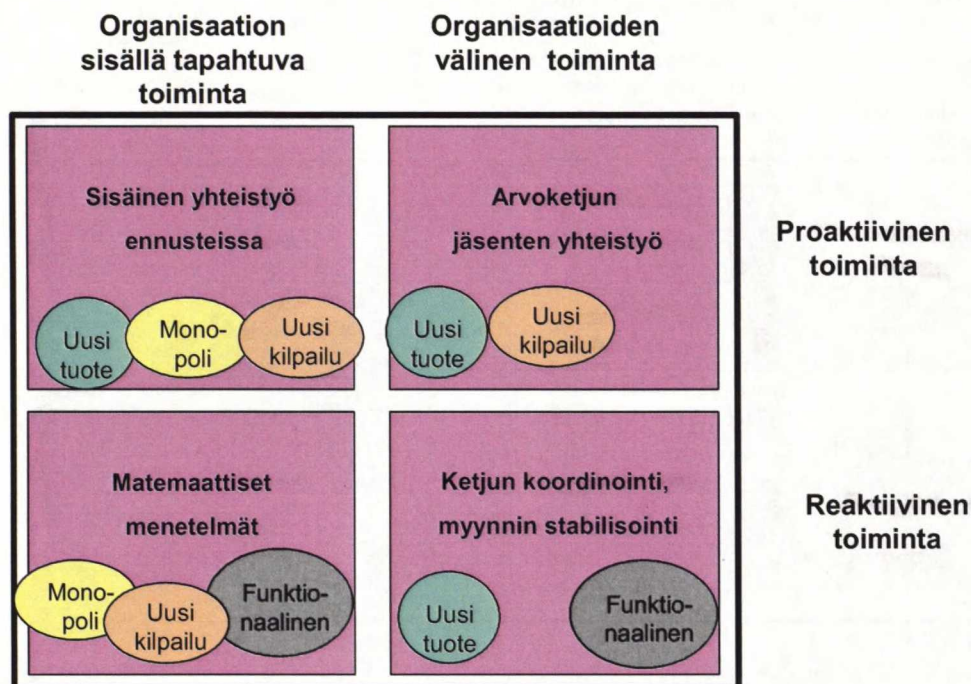 Organisaation
sisällä tapahtuva
toiminta
Organisaatioiden
välinen toiminta
Sisäinen yhteistyö
ennusteissa
Uusi
tuote
Mono-
poli
Uusi
kilpailu
Arvoketjun
jäsenten yhteistyö
Uusi
tuote
Uusi
kilpailu
Proaktiivinen
toiminta
Matemaattiset
menetelmät
Mono-
poli
Uusi
kilpailu
Funktio-
naalinen
Ketjun koordinointi,
myynnin stabilisointi
Uusi
tuote
Funktio-
naalinen
Reaktiivinen
toiminta